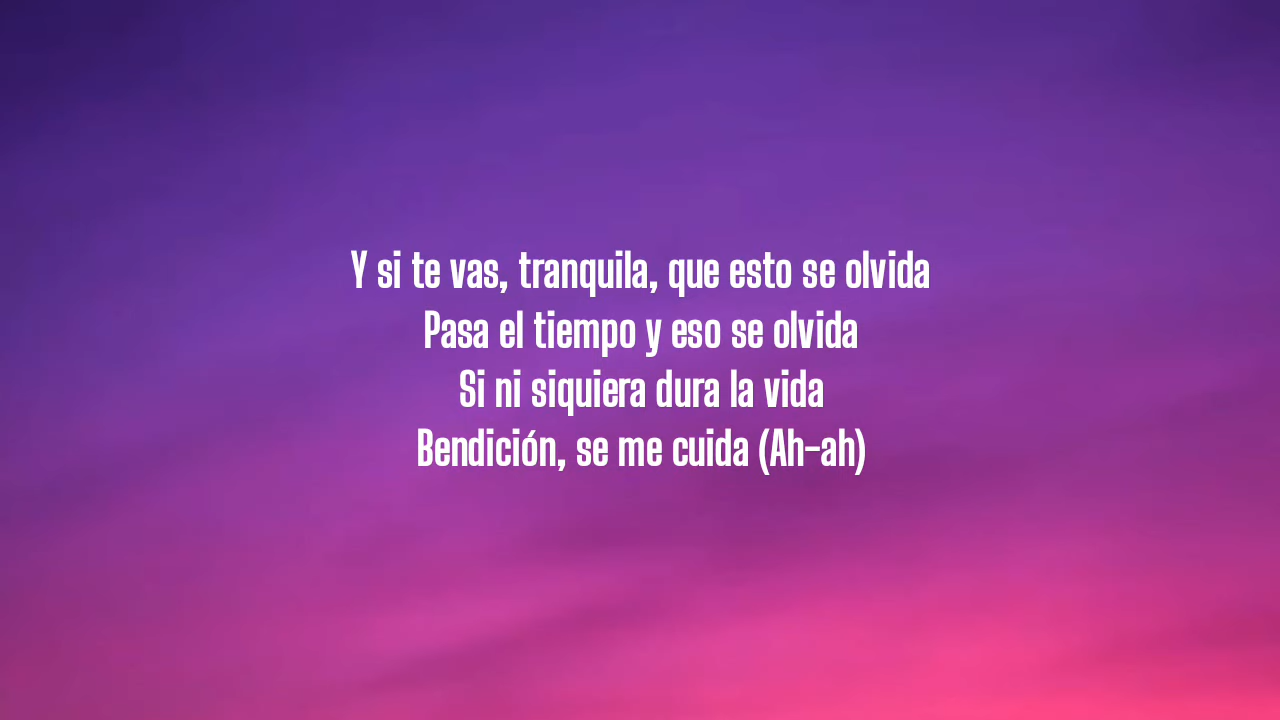 Y si te vas, tranquila, que esto se olvida
Pasa el tiempo y eso se olvida
Si ni siquiera dura la vida
Bendición, se me cuida (Ah-ah)